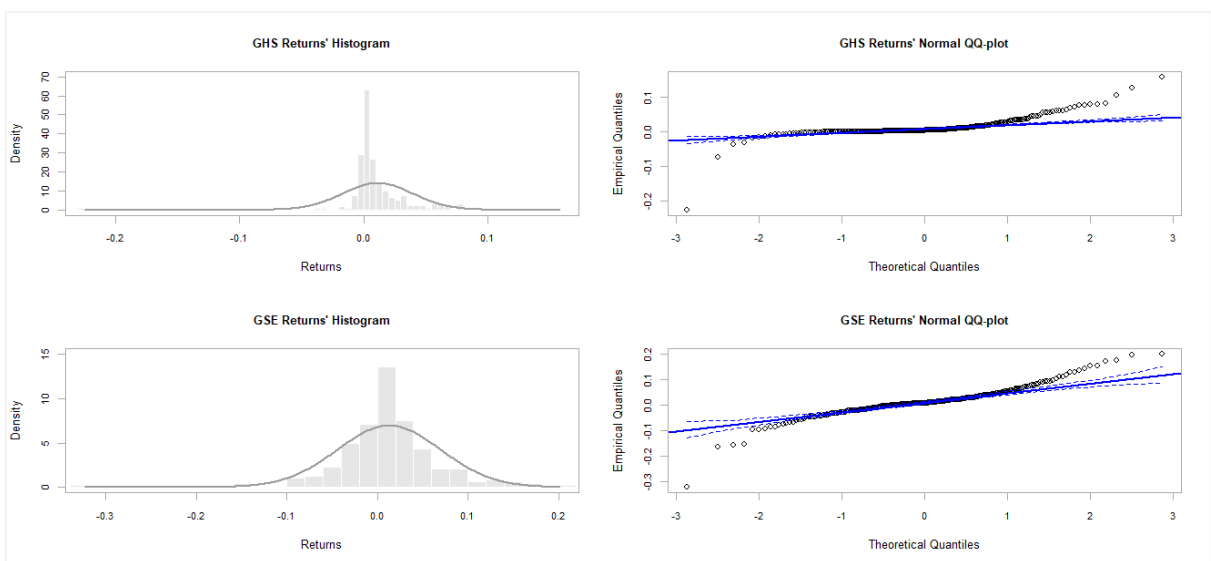 GHS Returns' Histogram
70
60
50
40
30
20
10
0
Density
-0.2 -0.1 0.0 0.1
Returns
GHS Returns' Normal QQ-plot
0.1
0.0
-0.1
-0.2
Empirical Quantiles
-3 -2 -1 0 1 2 3
Theoretical Quantiles
GSE Returns' Histogram
15
10
5
0
Density
-0.3 -0.2 -0.1 0.0 0.1 0.2
Returns
GSE Returns' Normal QQ-plot
0.2
0.1
0.0
-0.1
-0.2
-0.3
Empirical Quantiles
-3 -2 -1 0 1 2 3
Theoretical Quantiles